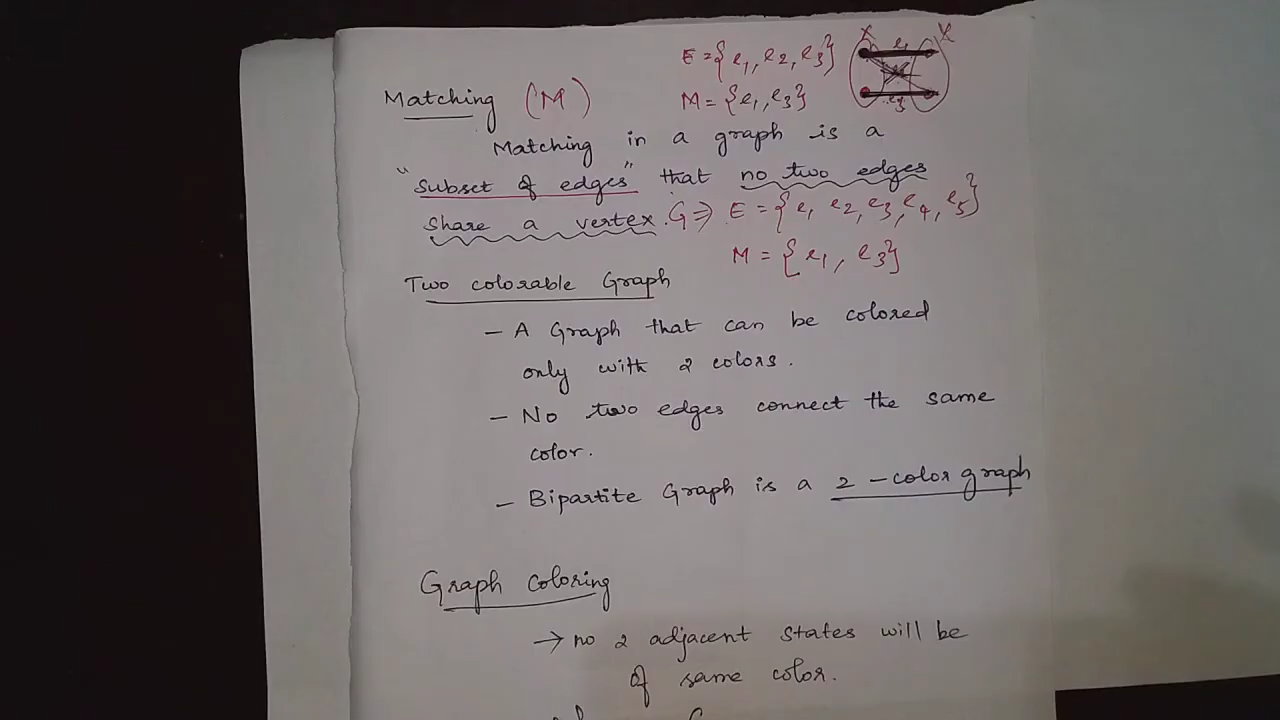 E = {e1, e2, e3} X Y
e1
Matching (M) M = {e1, e3}
e3
Matching in a graph is a
"subset of edges" that no two edges
share a vertex. G ⇒ E = {e1 e2, e3, e4, e5}
M = {e1, e3}
Two colorable Graph
- A Graph that can be colored
only with 2 colors.
- No two edges connect the same
color.
- Bipartite Graph is a 2-color graph
Graph coloring
→ no 2 adjacent states will be
of same color.